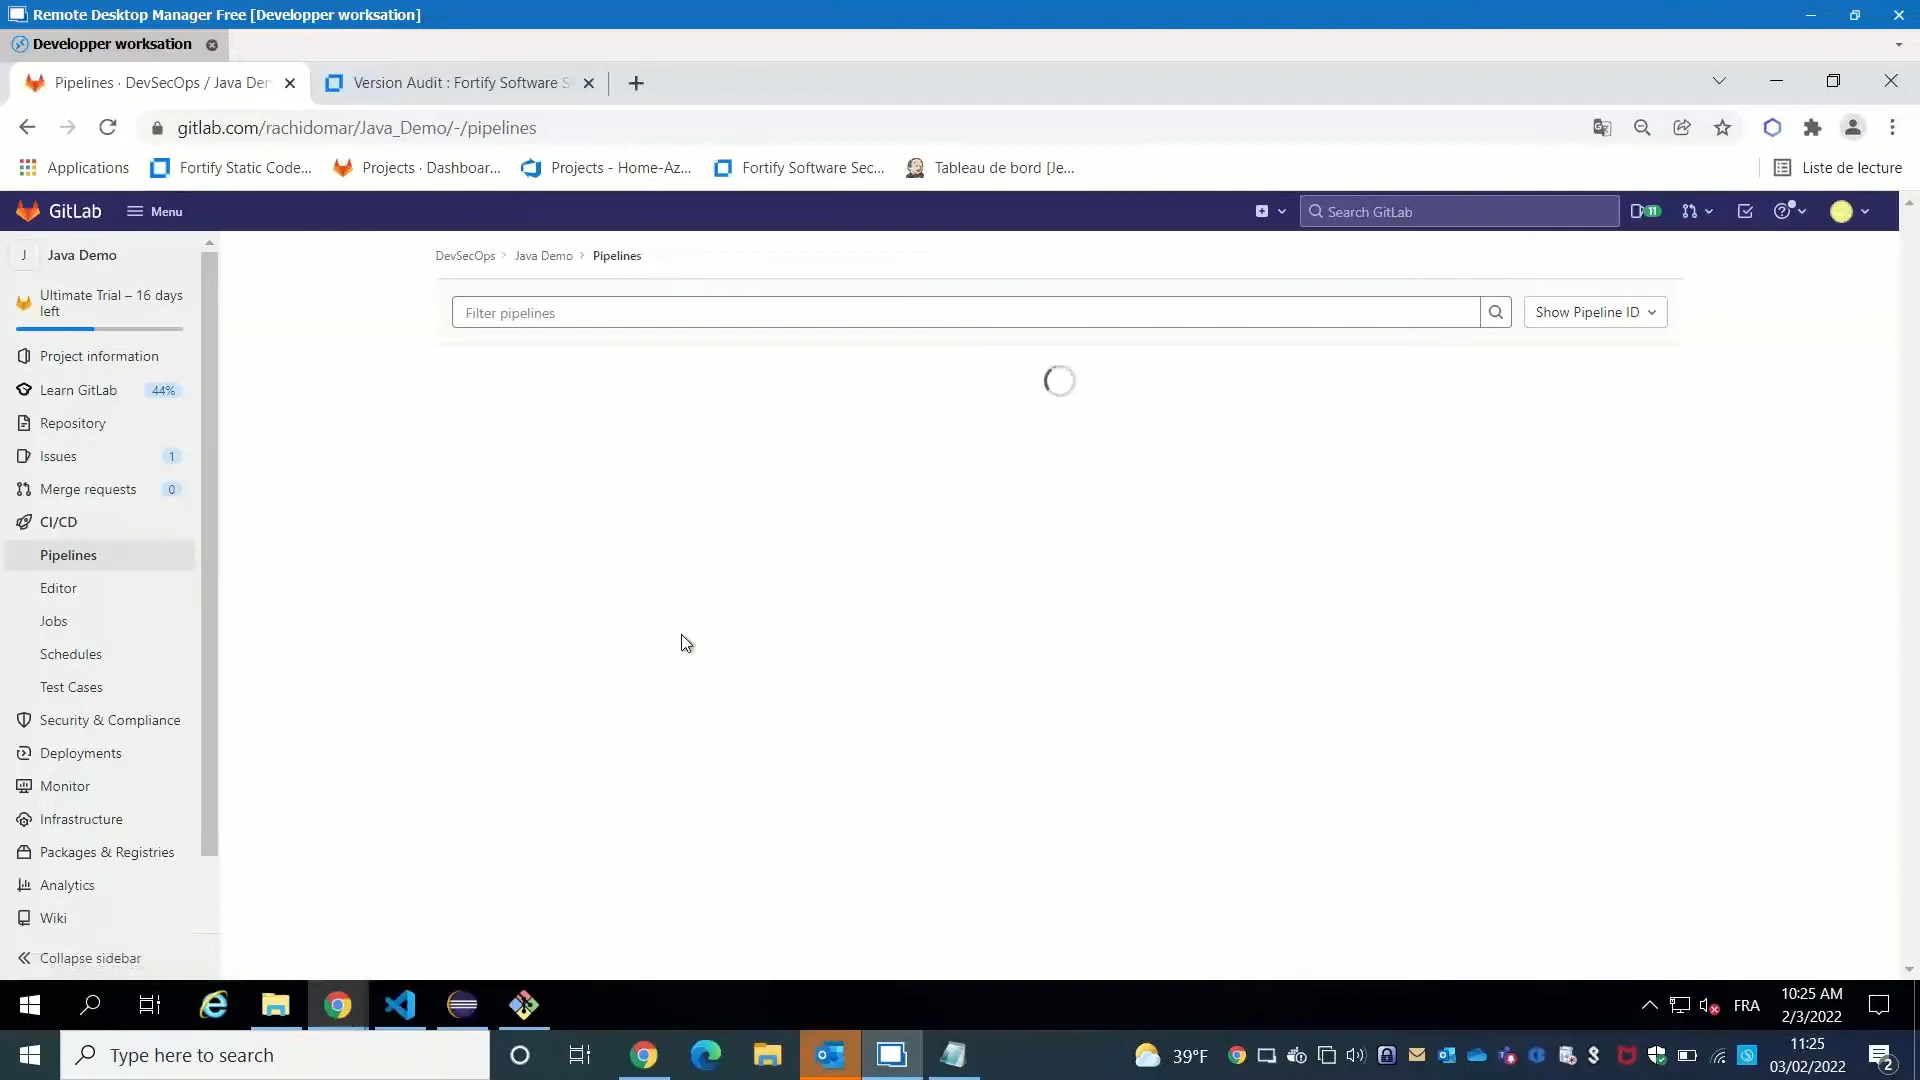 Remote Desktop Manager Free [Developper worksation]
Developper worksation
Pipelines · DevSecOps / Java Der
Version Audit : Fortify Software S
gitlab.com/rachidomar/Java_Demo/-/pipelines
Applications
Fortify Static Code...
Projects · Dashboar...
Projects - Home-Az...
Fortify Software Sec...
Tableau de bord [Je...
Liste de lecture
GitLab
Menu
Search GitLab
11
J
Java Demo
Ultimate Trial – 16 days
left
DevSecOps > Java Demo > Pipelines
Filter pipelines
Show Pipeline ID
Project information
Learn GitLab
44%
Repository
Issues
1
Merge requests
0
CI/CD
Pipelines
Editor
Jobs
Schedules
Test Cases
Security & Compliance
Deployments
Monitor
Infrastructure
Packages & Registries
Analytics
Wiki
Collapse sidebar
FRA
10:25 AM
2/3/2022
Type here to search
39°F
11:25
03/02/2022
2